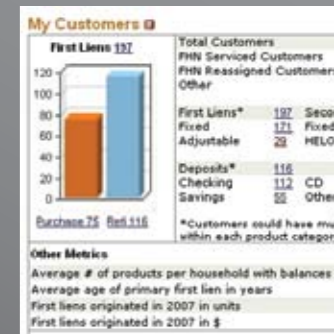 My Customers
First Liens 197
120
100
80
60
40
20
0
Purchase 75 Refi 116
Total Customers
FHN Serviced Customers
FHN Reassigned Customers
Other
First Liens* 197 Seco
Fixed 171 Fixed
Adjustable 29 HELO
Deposits* 116
Checking 112 CD
Savings 55 Othe
*Customers could have mu
within each product categor
Other Metrics
Average # of products per household with balances
Average age of primary first lien in years
First liens originated in 2007 in units
First liens originated in 2007 in $